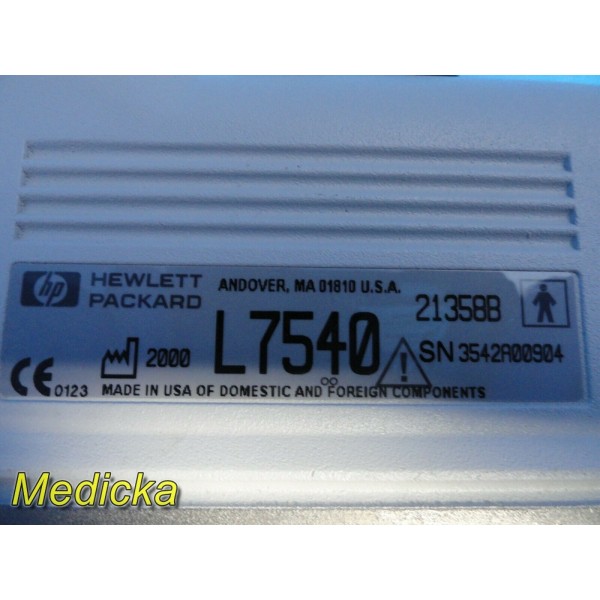 hp HEWLETT PACKARD
ANDOVER, MA 01810 U.S.A.
21358B
2000
L7540
SN 3542A00904
CE 0123
MADE IN USA OF DOMESTIC AND FOREIGN COMPONENTS
Medicka